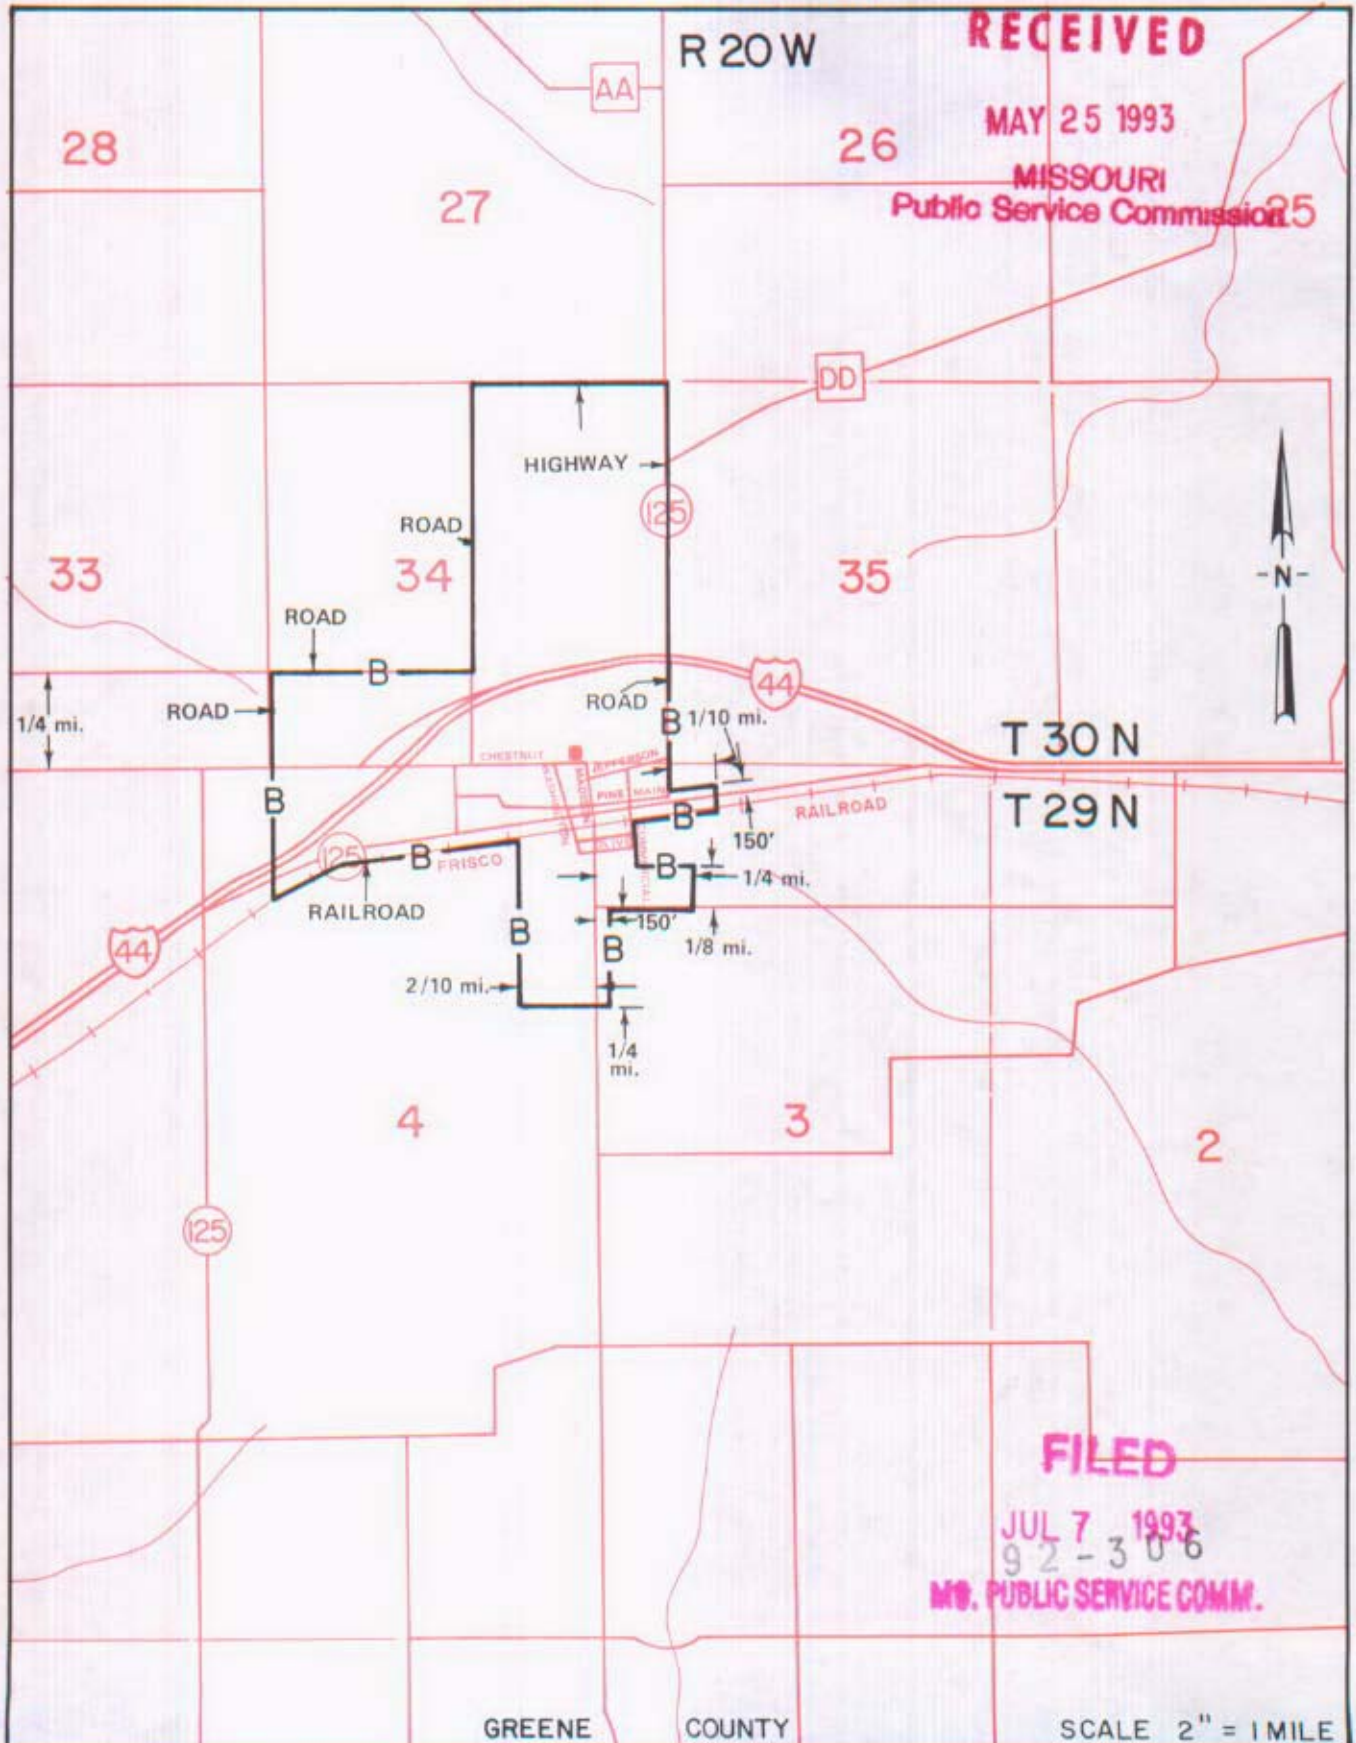 R 20 W
RECEIVED
MAY 25 1993
MISSOURI
Public Service Commission
AA
28
27
26
25
DD
HIGHWAY
125
ROAD
33
34
35
-N-
ROAD
B
44
1/4 mi.
ROAD
ROAD
B
1/10 mi.
T 30 N
CHESTNUT
JEFFERSON
WASHINGTON
MADISON
PINE
MAIN
B
B
RAILROAD
T 29 N
150'
OLIVE
COMMERCIAL
125
B
FRISCO
B
1/4 mi.
RAILROAD
150'
B
B
1/8 mi.
44
2/10 mi.
1/4
mi.
4
3
2
125
FILED
JUL 7 1993
92-306
MO. PUBLIC SERVICE COMM.
GREENE COUNTY
SCALE 2" = 1 MILE